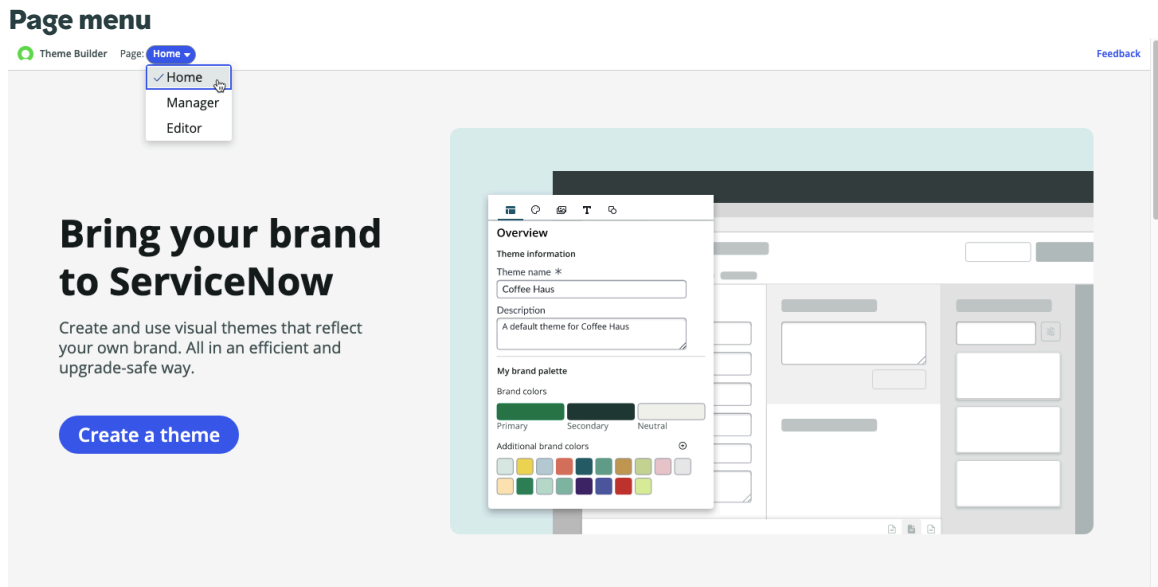 Page menu
Theme Builder Page: Home Feedback
Home
Manager
Editor
Bring your brand
to ServiceNow
Create and use visual themes that reflect
your own brand. All in an efficient and
upgrade-safe way.
Create a theme
Overview
Theme information
Theme name *
Coffee Haus
Description
A default theme for Coffee Haus
My brand palette
Brand colors
Primary Secondary Neutral
Additional brand colors